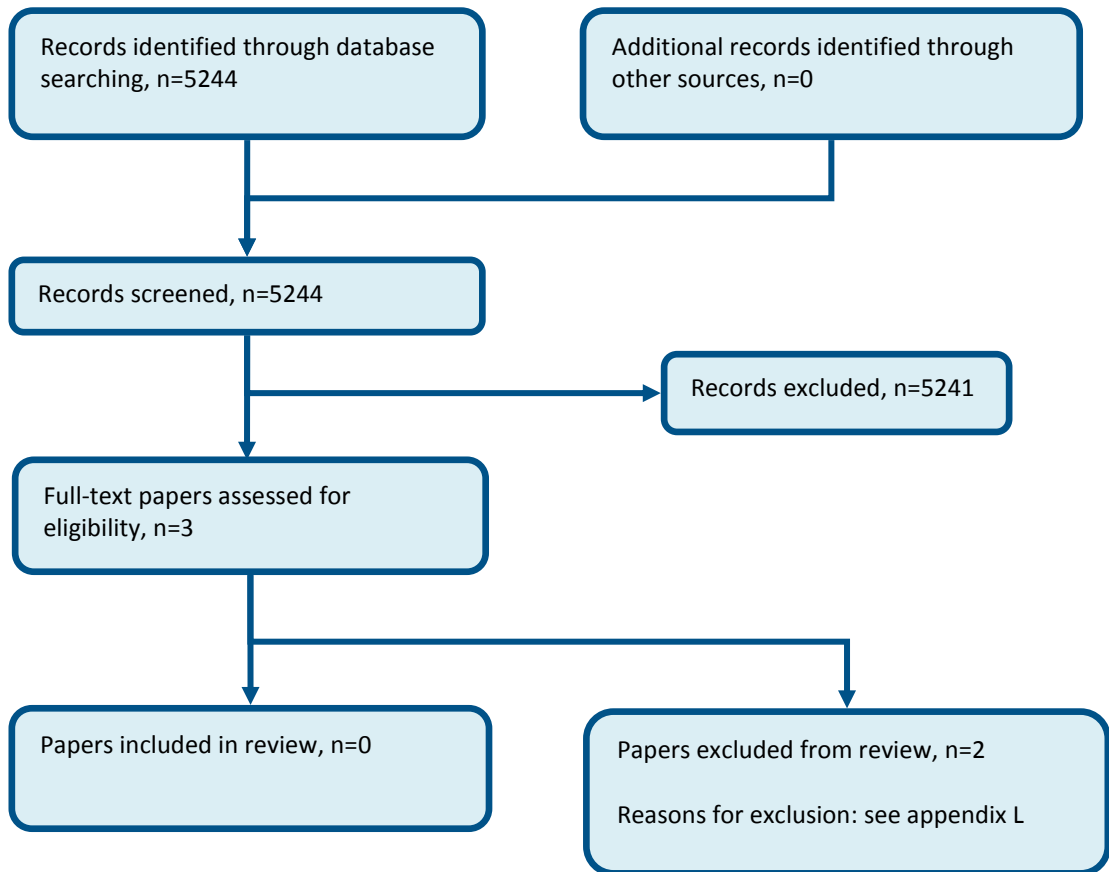 Records identified through database
searching, n=5244
Additional records identified through
other sources, n=0
Records screened, n=5244
Records excluded, n=5241
Full-text papers assessed for
eligibility, n=3
Papers included in review, n=0
Papers excluded from review, n=2
Reasons for exclusion: see appendix L